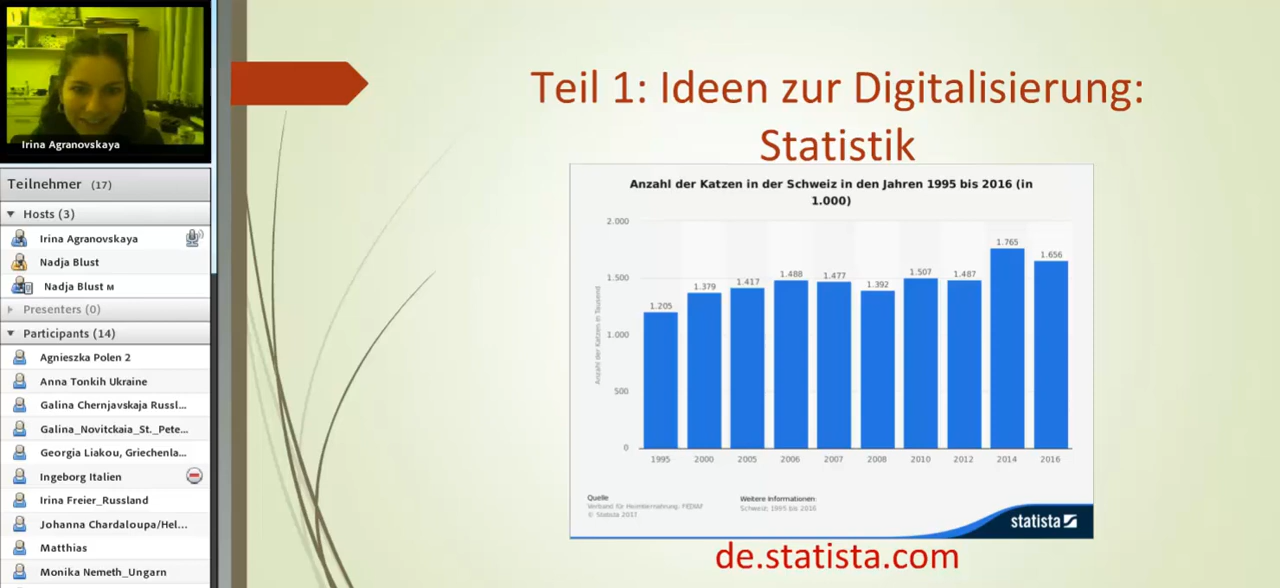 Irina Agranovskaya
Teilnehmer (17)
Hosts (3)
Irina Agranovskaya
Nadja Blust
Nadja Blust M
Presenters (0)
Participants (14)
Agnieszka Polen 2
Anna Tonkih Ukraine
Galina Chernjavskaja Russl...
Galina_Novitckaia_St._Pete...
Georgia Liakou, Griechenla...
Ingeborg Italien
Irina Freier_Russland
Johanna Chardaloupa/Hel...
Matthias
Monika Nemeth_Ungarn
Teil 1: Ideen zur Digitalisierung:
Statistik
Anzahl der Katzen in der Schweiz in den Jahren 1995 bis 2016 (in
1.000)
Anzahl der Katzen in Tausend
2.000
1.500
1.000
500
0
1.205
1.379
1.417
1.488
1.477
1.392
1.507
1.487
1.765
1.656
1995
2000
2005
2006
2007
2008
2010
2012
2014
2016
Quelle
Verband für Heimtiernahrung; FEDIAF
© Statista 2017
Weitere Informationen:
Schweiz; 1995 bis 2016
statista
de.statista.com